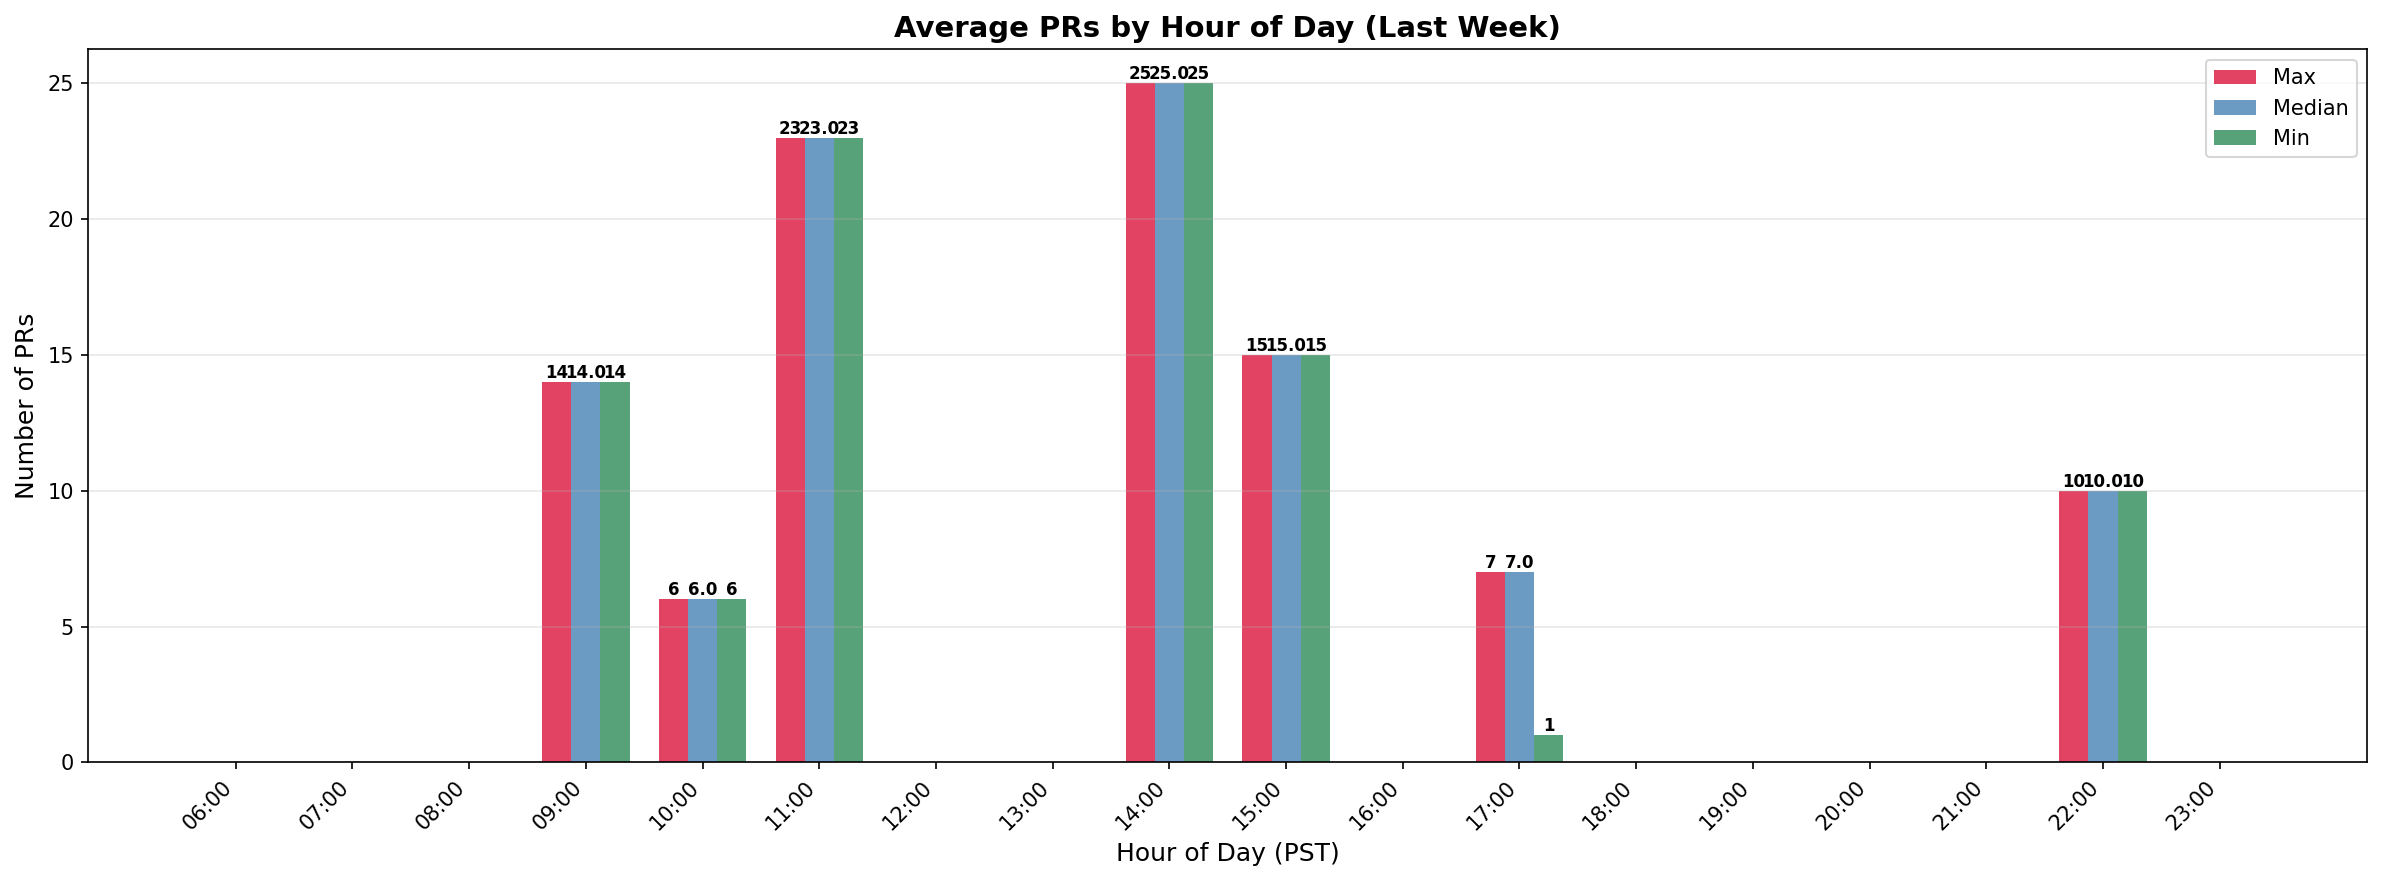 Average PRs by Hour of Day (Last Week)
Max
Median
Min
Number of PRs
25
20
15
10
5
0
14 14.0 14
6 6.0 6
23 23.0 23
25 25.0 25
15 15.0 15
7 7.0 1
10 10.0 10
06:00 07:00 08:00 09:00 10:00 11:00 12:00 13:00 14:00 15:00 16:00 17:00 18:00 19:00 20:00 21:00 22:00 23:00
Hour of Day (PST)